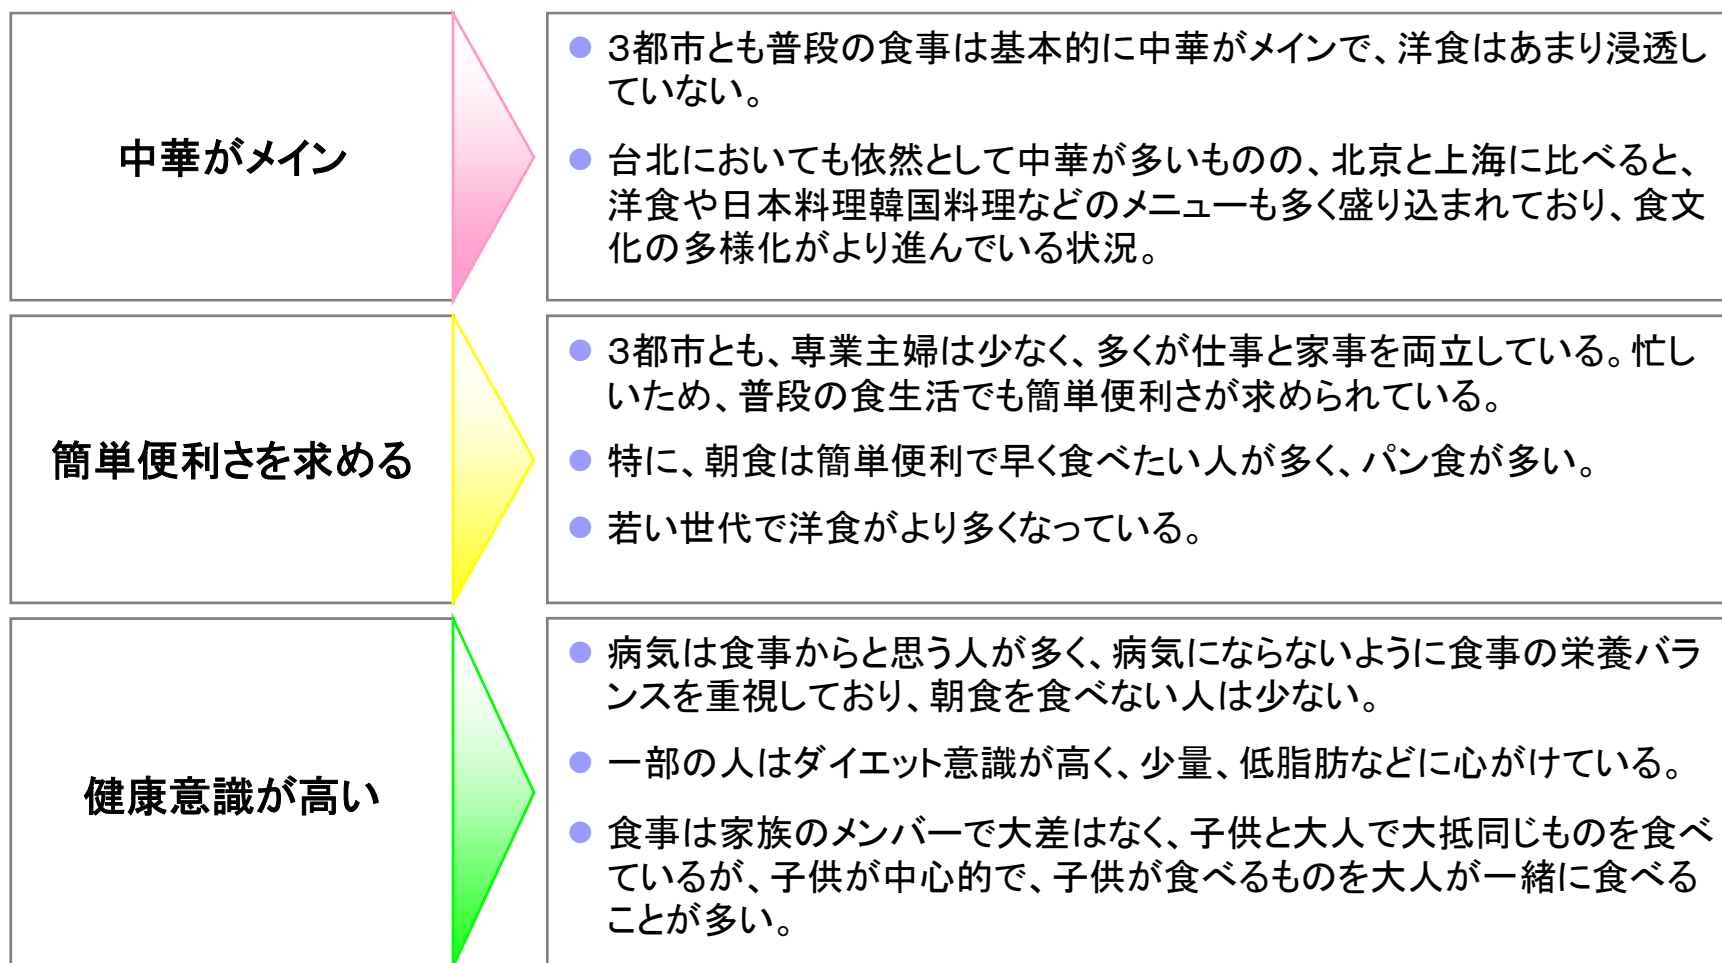 中華がメイン
● 3都市とも普段の食事は基本的に中華がメインで、洋食はあまり浸透し
ていない。
● 台北においても依然として中華が多いものの、北京と上海に比べると、
洋食や日本料理韓国料理などのメニューも多く盛り込まれており、食文
化の多様化がより進んでいる状況。
簡単便利さを求める
● 3都市とも、専業主婦は少なく、多くが仕事と家事を両立している。忙し
いため、普段の食生活でも簡単便利さが求められている。
● 特に、朝食は簡単便利で早く食べたい人が多く、パン食が多い。
● 若い世代で洋食がより多くなっている。
健康意識が高い
● 病気は食事からと思う人が多く、病気にならないように食事の栄養バラ
ンスを重視しており、朝食を食べない人は少ない。
● 一部の人はダイエット意識が高く、少量、低脂肪などに心がけている。
● 食事は家族のメンバーで大差はなく、子供と大人で大抵同じものを食べ
ているが、子供が中心的で、子供が食べるものを大人が一緒に食べる
ことが多い。